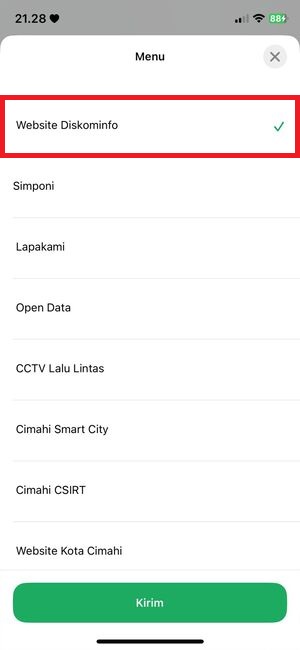 21.28
88
Menu
Website Diskominfo
Simponi
Lapakami
Open Data
CCTV Lalu Lintas
Cimahi Smart City
Cimahi CSIRT
Website Kota Cimahi
Kirim